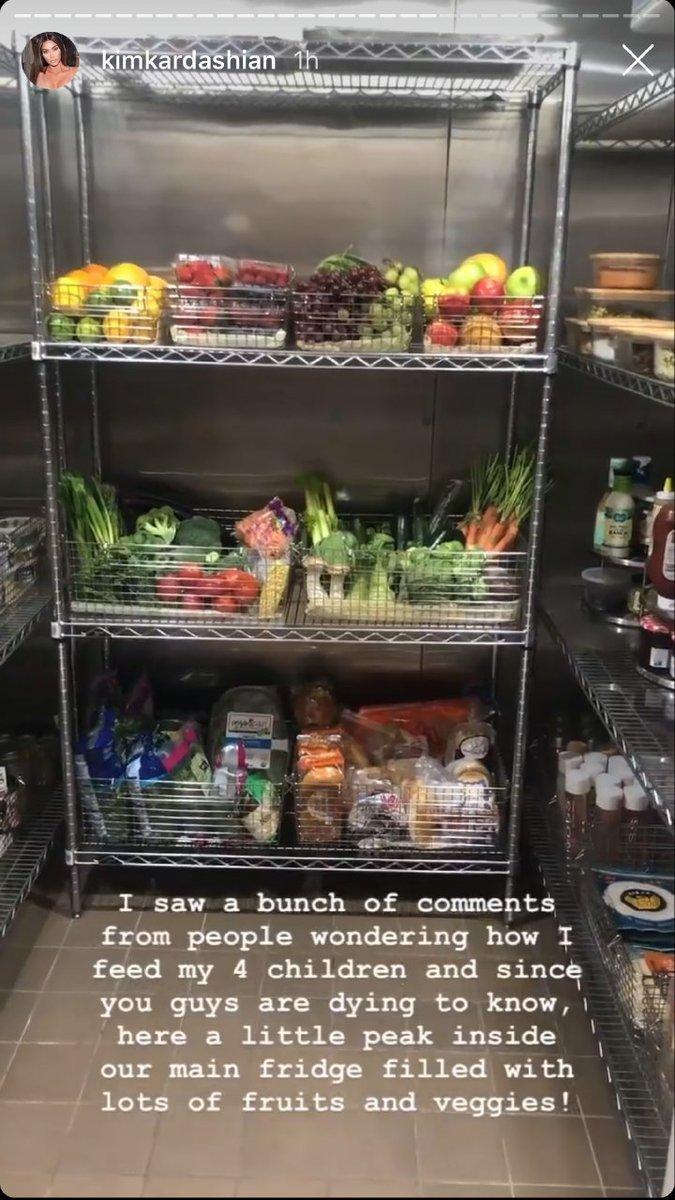 kimkardashian 1h
I saw a bunch of comments
from people wondering how I
feed my 4 children and since
you guys are dying to know,
here a little peak inside
our main fridge filled with
lots of fruits and veggies!